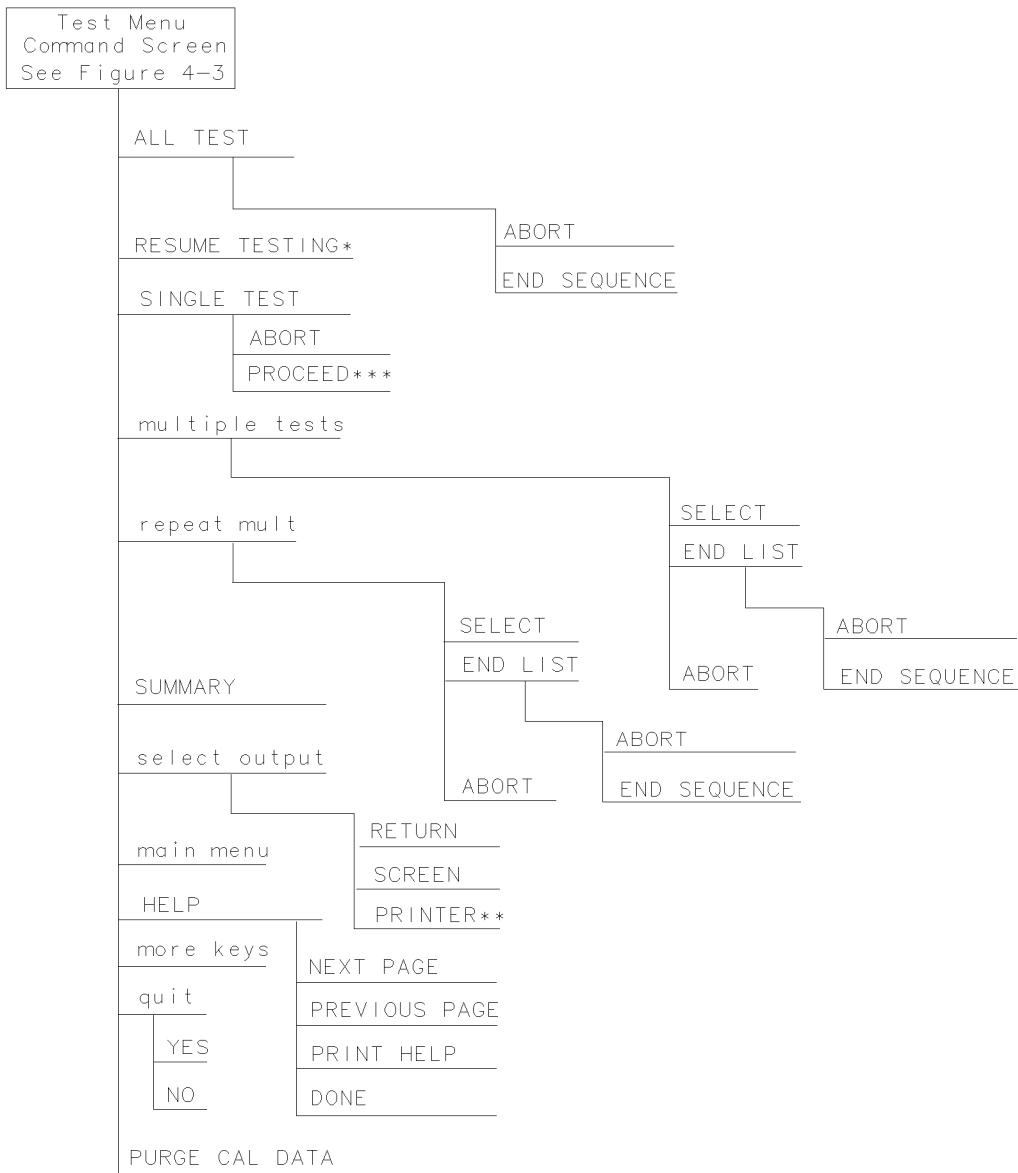 Test Menu
Command Screen
See Figure 4-3
ALL TEST
ABORT
END SEQUENCE
RESUME TESTING*
SINGLE TEST
ABORT
PROCEED***
multiple tests
SELECT
END LIST
ABORT
END SEQUENCE
ABORT
repeat mult
SELECT
END LIST
ABORT
END SEQUENCE
ABORT
SUMMARY
select output
RETURN
SCREEN
PRINTER**
main menu
HELP
NEXT PAGE
PREVIOUS PAGE
PRINT HELP
DONE
more keys
quit
YES
NO
PURGE CAL DATA